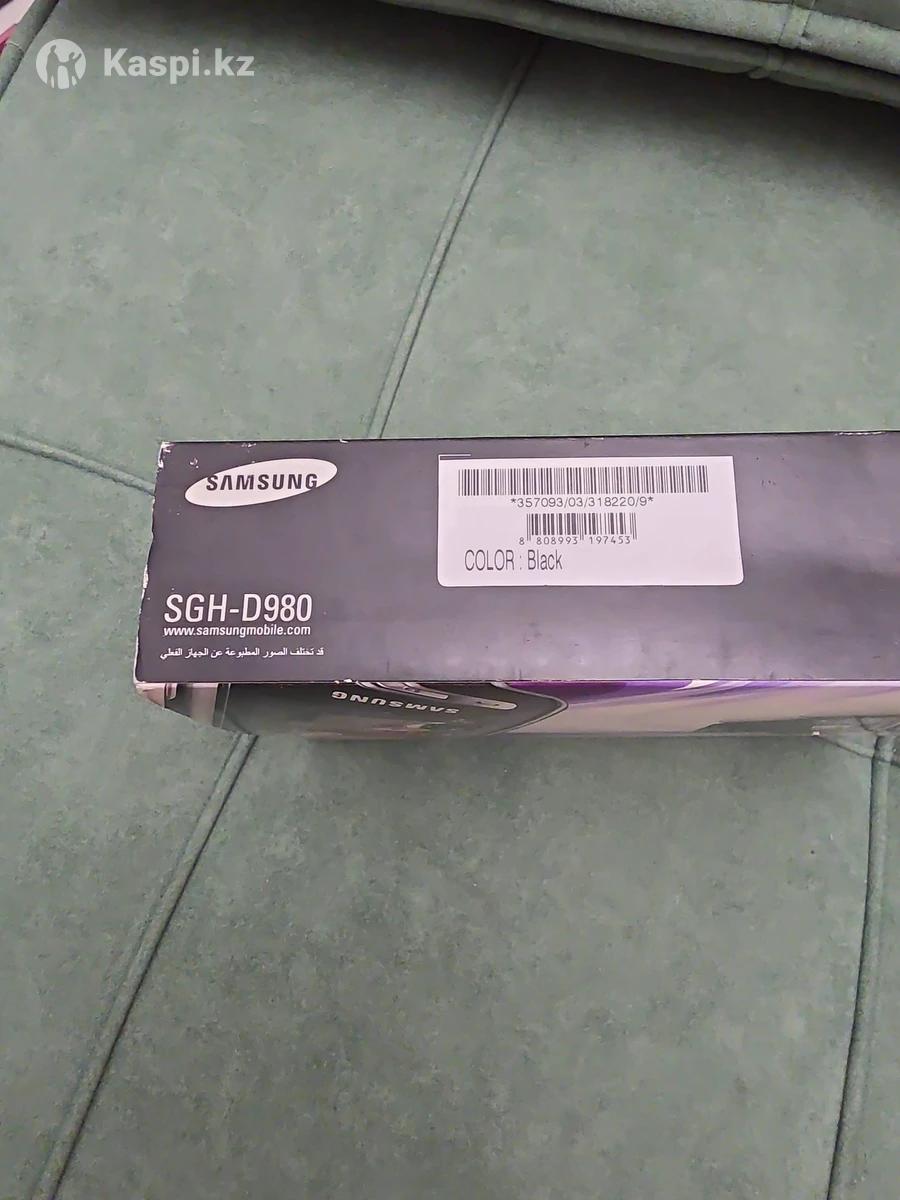 Kaspi.kz
SAMSUNG
*357093/03/318220/9*
8 808993 197453
COLOR : Black
SGH-D980
www.samsungmobile.com
قد تختلف الصور المطبوعة عن الجهاز الفعلي
SAMSUNG